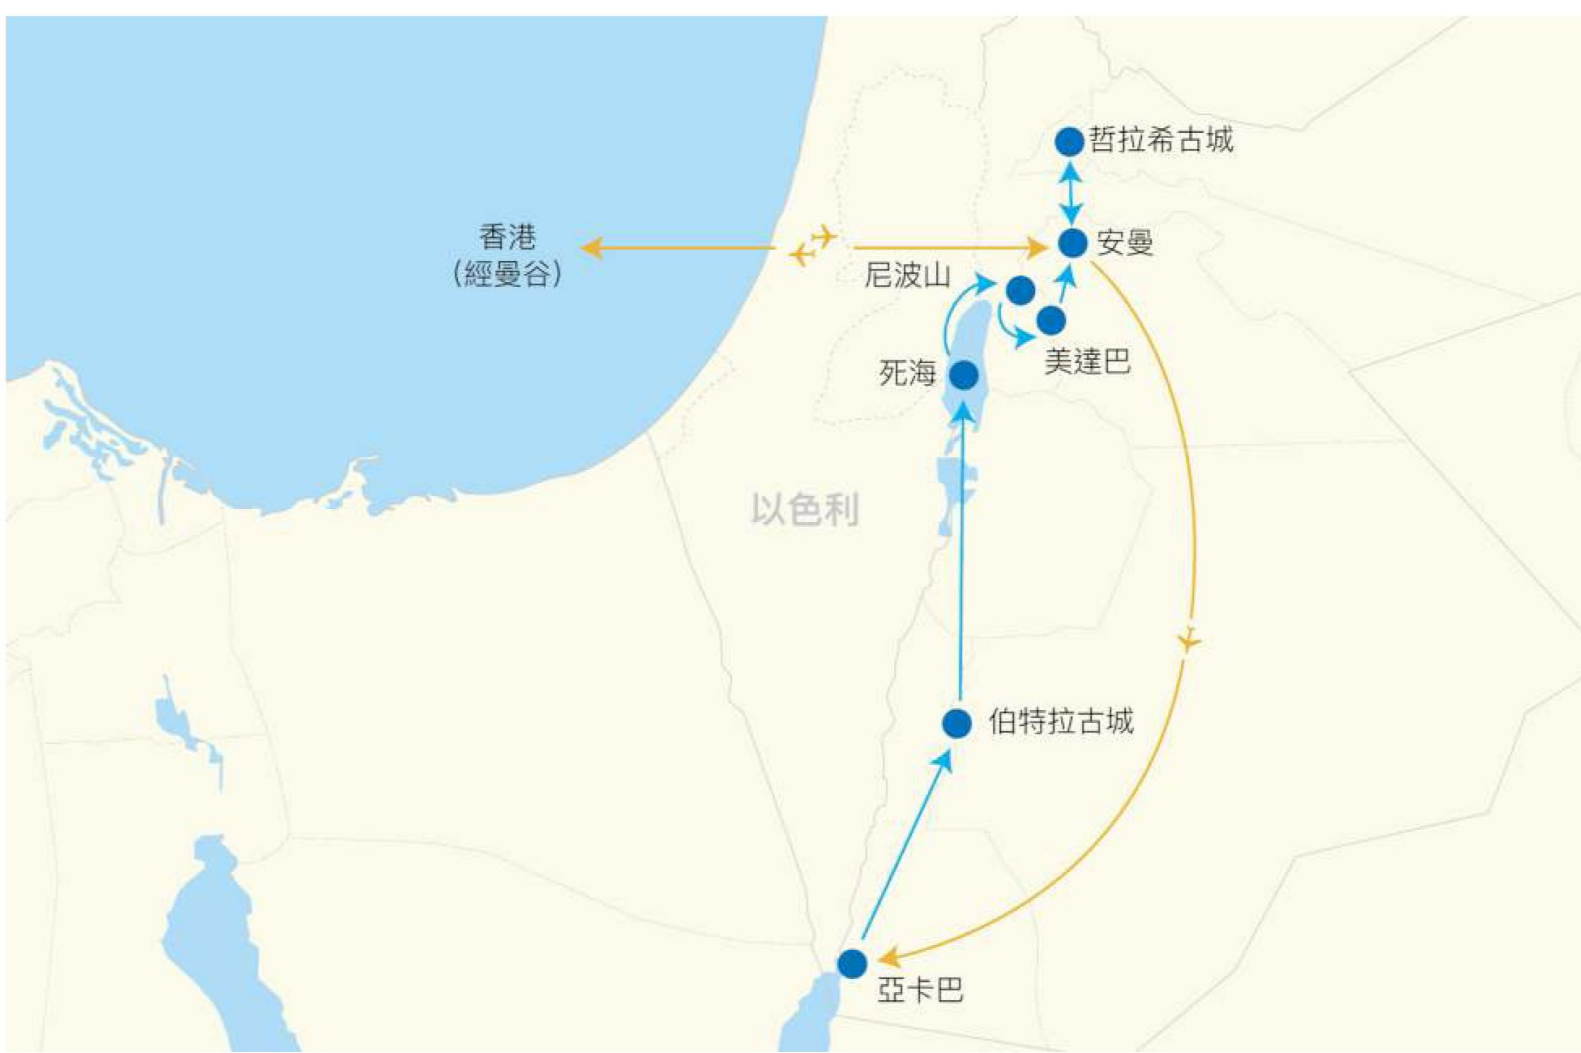 哲拉希古城
香港
(經曼谷)
安曼
尼波山
美達巴
死海
以色利
伯特拉古城
亞卡巴